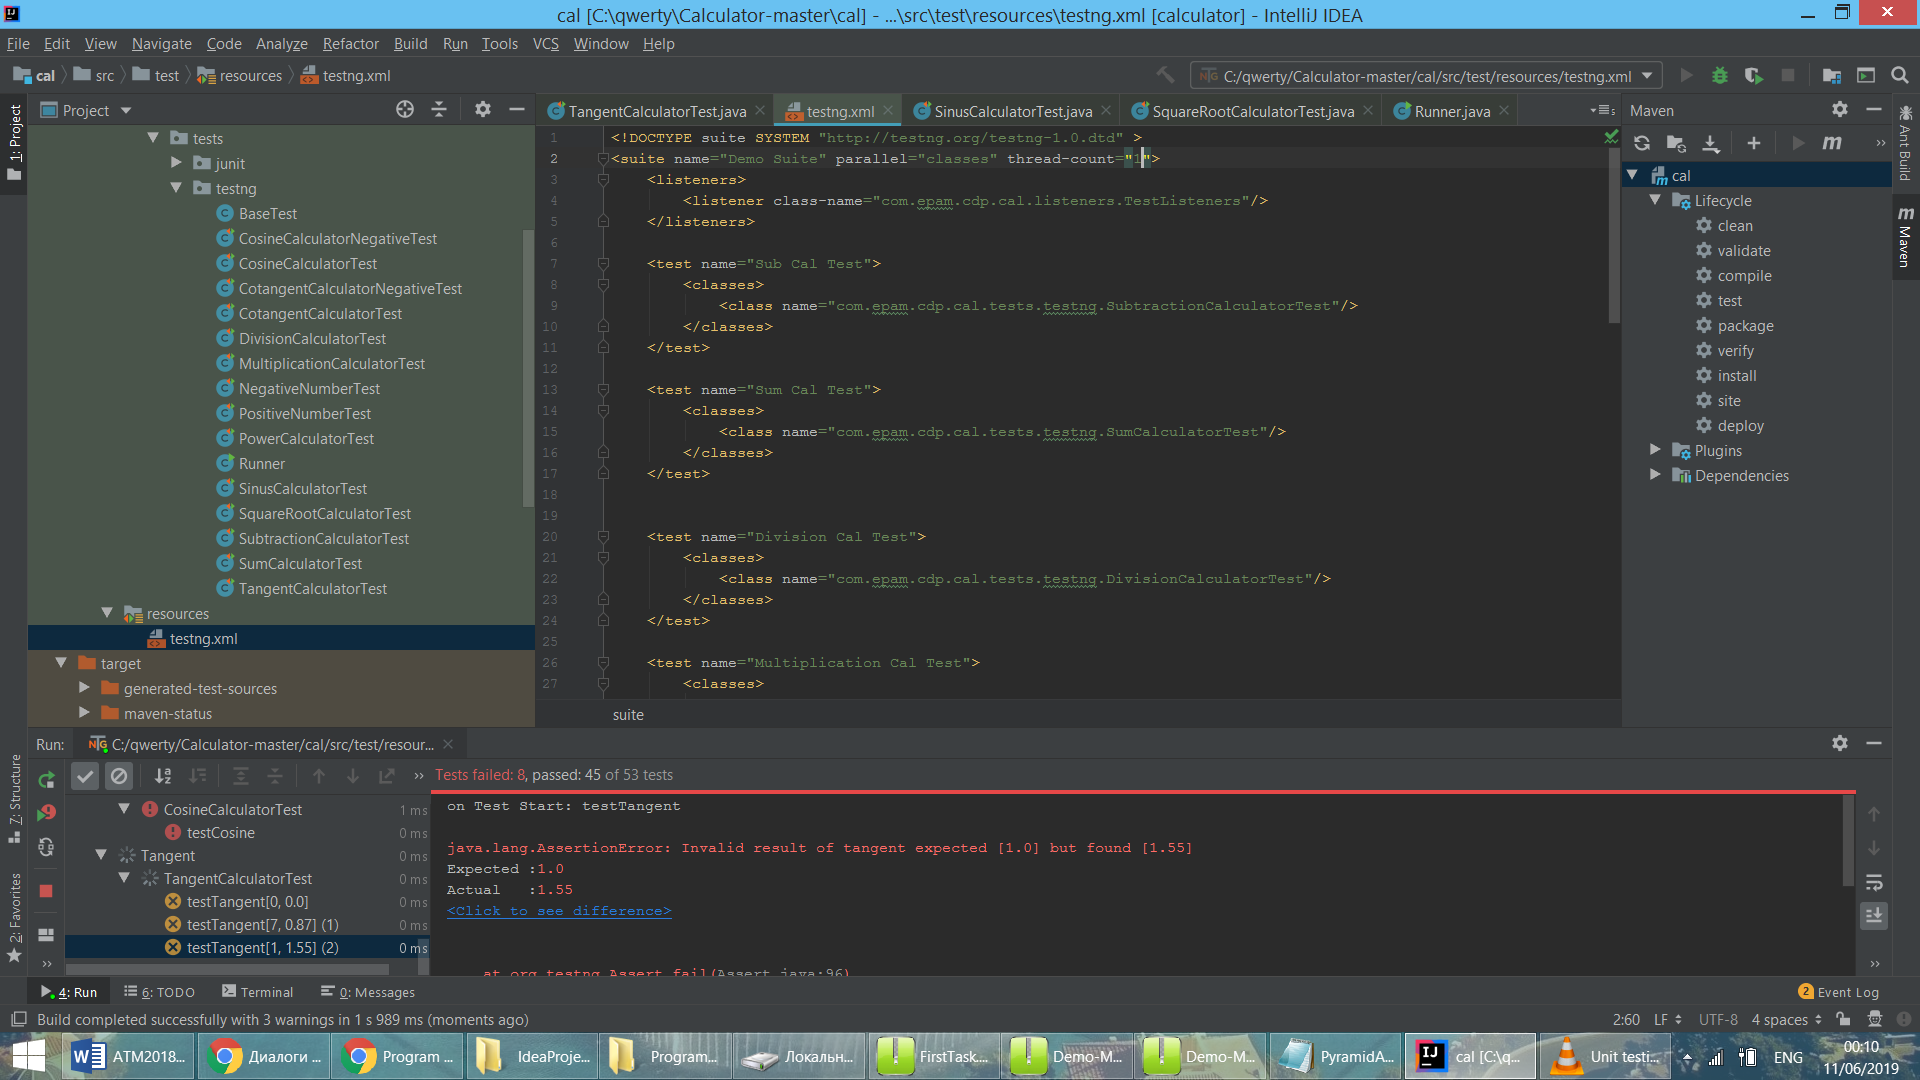 cal [C:\qwerty\Calculator-master\cal] - ...\src\test\resources\testng.xml [calculator] - IntelliJ IDEA
File Edit View Navigate Code Analyze Refactor Build Run Tools VCS Window Help
cal src test resources testng.xml
C:/qwerty/Calculator-master/cal/src/test/resources/testng.xml
1: Project
Project
tests
junit
testng
BaseTest
CosineCalculatorNegativeTest
CosineCalculatorTest
CotangentCalculatorNegativeTest
CotangentCalculatorTest
DivisionCalculatorTest
MultiplicationCalculatorTest
NegativeNumberTest
PositiveNumberTest
PowerCalculatorTest
Runner
SinusCalculatorTest
SquareRootCalculatorTest
SubtractionCalculatorTest
SumCalculatorTest
TangentCalculatorTest
resources
testng.xml
target
generated-test-sources
maven-status
TangentCalculatorTest.java testng.xml SinusCalculatorTest.java SquareRootCalculatorTest.java Runner.java
1 <!DOCTYPE suite SYSTEM "http://testng.org/testng-1.0.dtd" >
2 <suite name="Demo Suite" parallel="classes" thread-count="1">
3 <listeners>
4 <listener class-name="com.epam.cdp.cal.listeners.TestListeners"/>
5 </listeners>
6
7 <test name="Sub Cal Test">
8 <classes>
9 <class name="com.epam.cdp.cal.tests.testng.SubtractionCalculatorTest"/>
10 </classes>
11 </test>
12
13 <test name="Sum Cal Test">
14 <classes>
15 <class name="com.epam.cdp.cal.tests.testng.SumCalculatorTest"/>
16 </classes>
17 </test>
18
19
20 <test name="Division Cal Test">
21 <classes>
22 <class name="com.epam.cdp.cal.tests.testng.DivisionCalculatorTest"/>
23 </classes>
24 </test>
25
26 <test name="Multiplication Cal Test">
27 <classes>
suite
Maven
cal
Lifecycle
clean
validate
compile
test
package
verify
install
site
deploy
Plugins
Dependencies
Ant Build
Maven
Run: C:/qwerty/Calculator-master/cal/src/test/resour...
Tests failed: 8, passed: 45 of 53 tests
CosineCalculatorTest 1 ms
testCosine 0 ms
Tangent 0 ms
TangentCalculatorTest 0 ms
testTangent[0, 0.0] 0 ms
testTangent[7, 0.87] (1) 0 ms
testTangent[1, 1.55] (2) 0 ms
on Test Start: testTangent
java.lang.AssertionError: Invalid result of tangent expected [1.0] but found [1.55]
Expected :1.0
Actual :1.55
<Click to see difference>
at org.testng.Assert.fail(Assert.java:96)
7: Structure
2: Favorites
4: Run 6: TODO Terminal 0: Messages
2 Event Log
Build completed successfully with 3 warnings in 1 s 989 ms (moments ago)
2:60 LF UTF-8 4 spaces
ATM2018... Диалоги ... Program ... IdeaProje... Program... Локальн... FirstTask.... Demo-M... Demo-M... PyramidA... cal [C:\q... Unit testi... ENG
00:10
11/06/2019